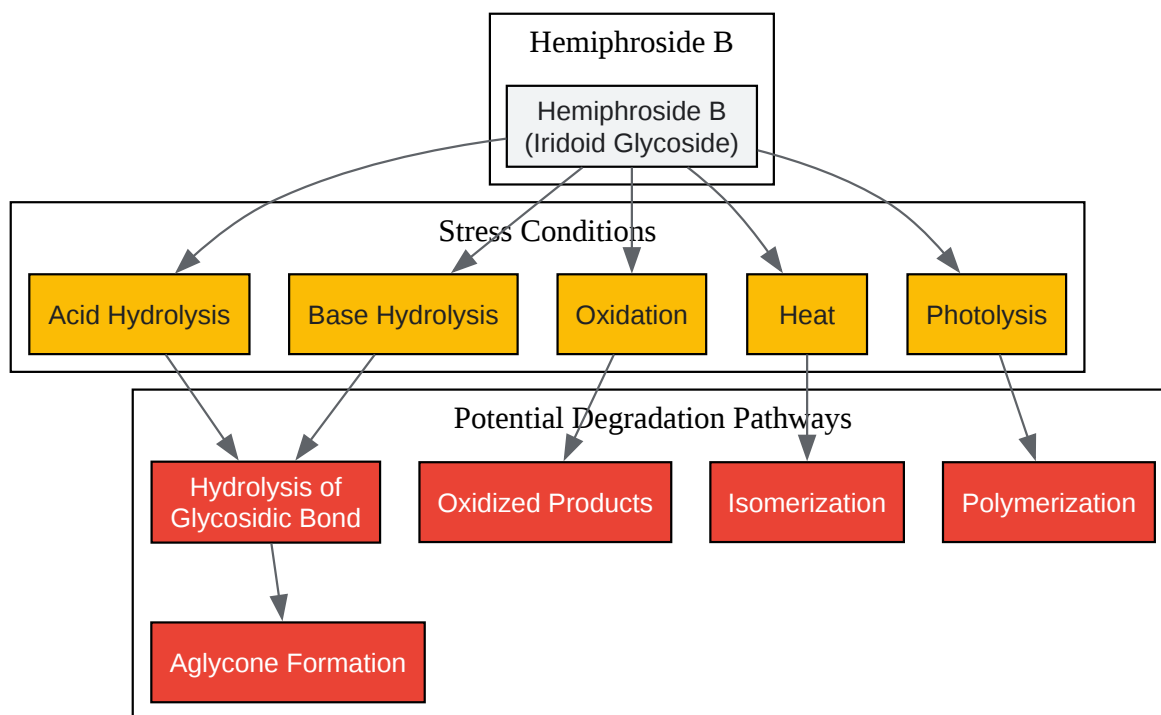 Hemiphroside B
Hemiphroside B
(Iridoid Glycoside)
Stress Conditions
Acid Hydrolysis
Base Hydrolysis
Oxidation
Heat
Photolysis
Potential Degradation Pathways
Hydrolysis of
Glycosidic Bond
Oxidized Products
Isomerization
Polymerization
Aglycone Formation